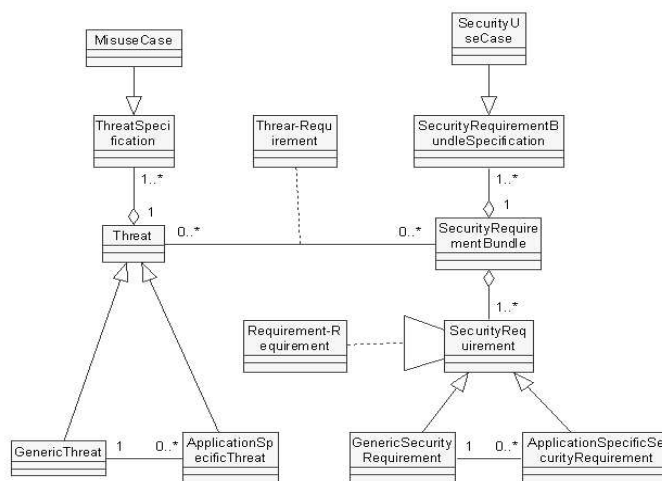 MisuseCase
SecurityU
seCase
ThreatSpeci
fication
Threar-Requ
irement
SecurityRequirementB
undleSpecification
1..*
1..*
1
1
Threat
0..*
0..*
SecurityRequire
mentBundle
1..*
Requirement-R
equirement
SecurityReq
uirement
GenericThreat
1
0..*
ApplicationSp
ecificThreat
GenericSecurity
Requirement
1
0..*
ApplicationSpecificSe
curityRequirement